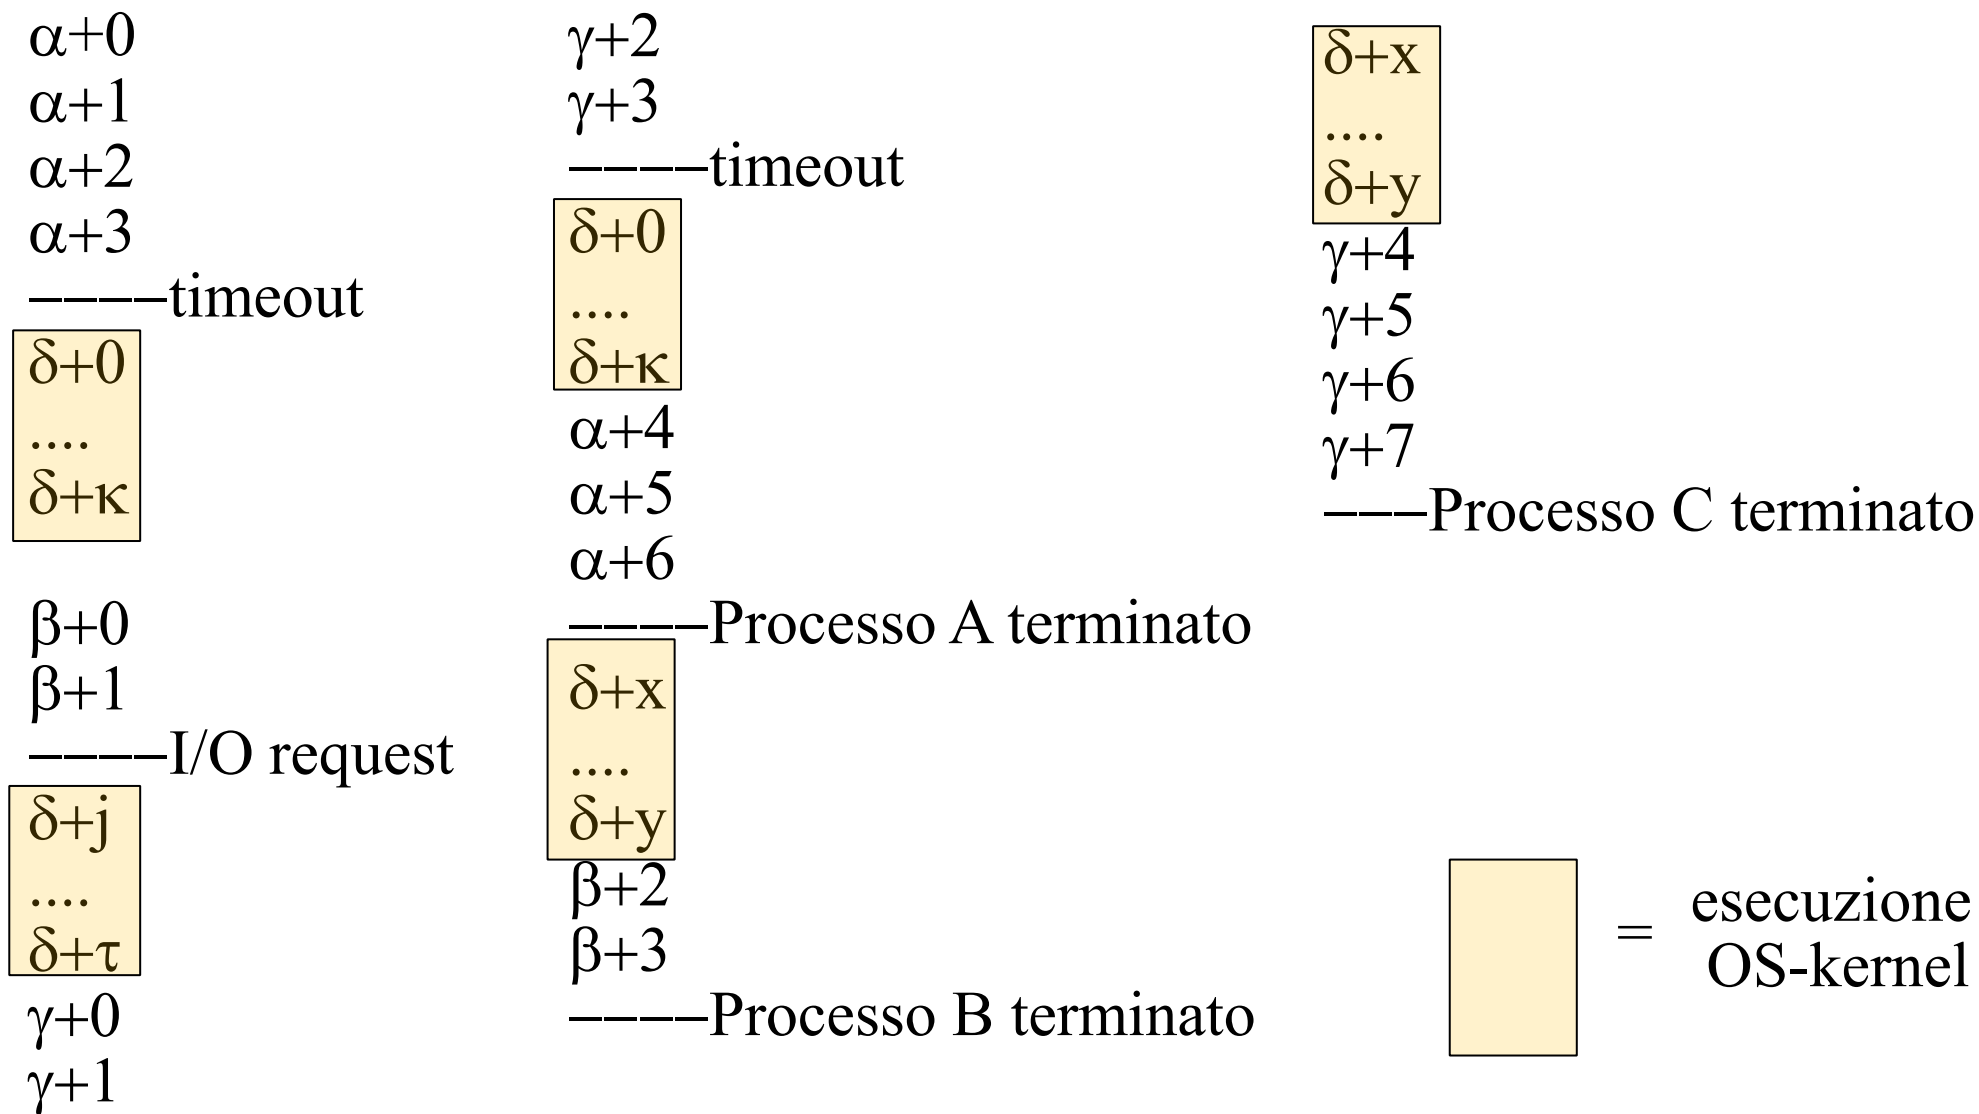 α+0
α+1
α+2
α+3
––––timeout
δ+0
....
δ+κ
β+0
β+1
––––I/O request
δ+j
....
δ+τ
γ+0
γ+1
γ+2
γ+3
––––timeout
δ+0
....
δ+κ
α+4
α+5
α+6
––––Processo A terminato
δ+x
....
δ+y
β+2
β+3
––––Processo B terminato
δ+x
....
δ+y
γ+4
γ+5
γ+6
γ+7
–––Processo C terminato
= esecuzione
OS-kernel